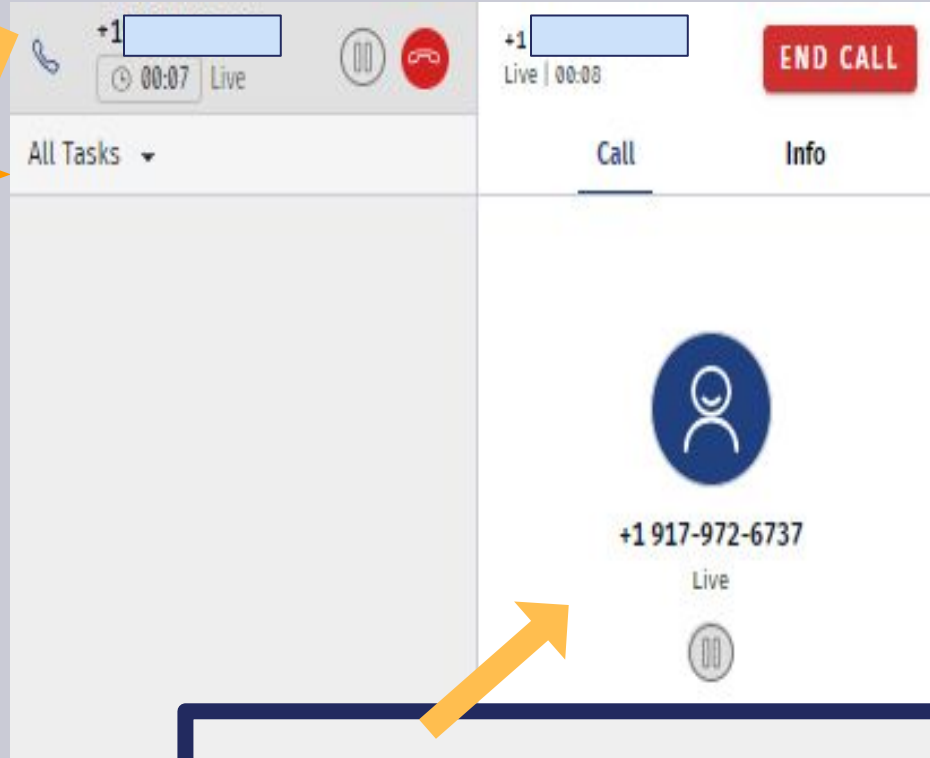 +1
00:07 Live
All Tasks
+1
Live | 00:08
END CALL
Call Info
+1 917-972-6737
Live